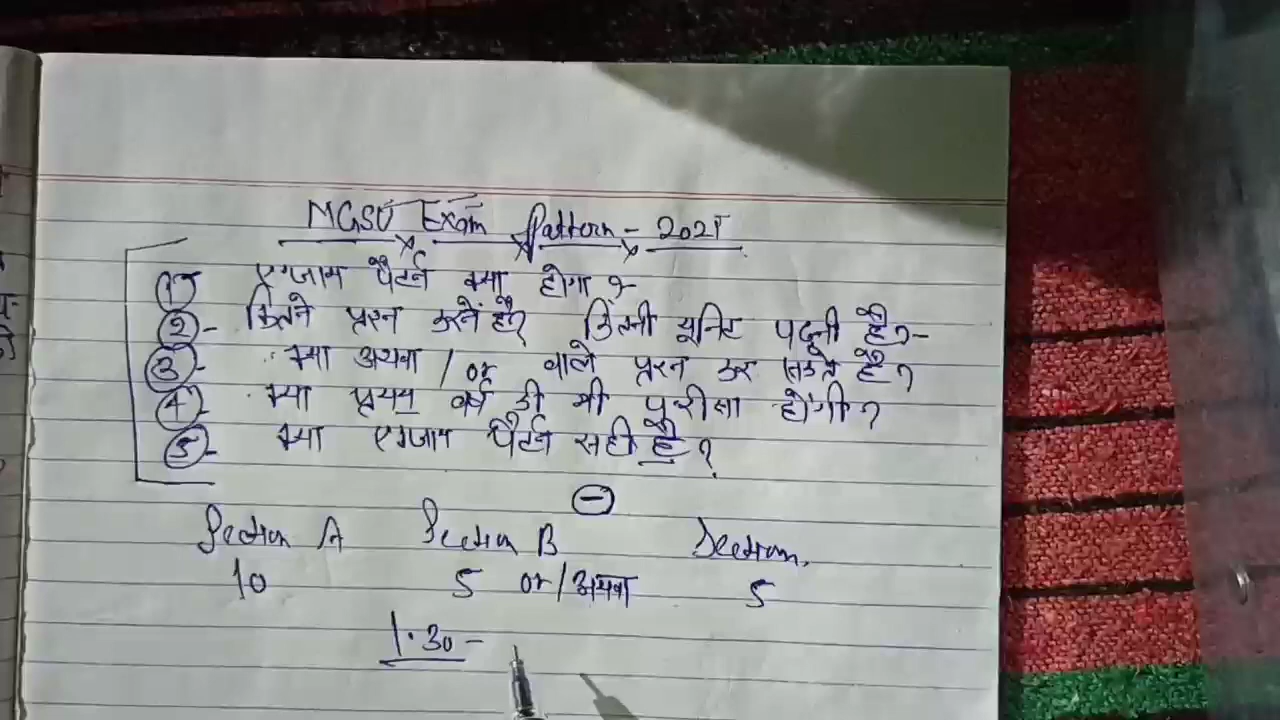 MGSU Exam Pattern - 2021
① एग्जाम पैटर्न क्या होगा ?-
②- कितने प्रश्न करने है? कितनी यूनिट पढ़नी है?-
③- क्या अथवा / or वाले प्रश्न कर सकते है?
④- क्या प्रथम वर्ष की भी परीक्षा होगी?
⑤- क्या एग्जाम पैटर्न सही है?
Section A Section B Section.
10 5 or/अथवा 5
1.30 -